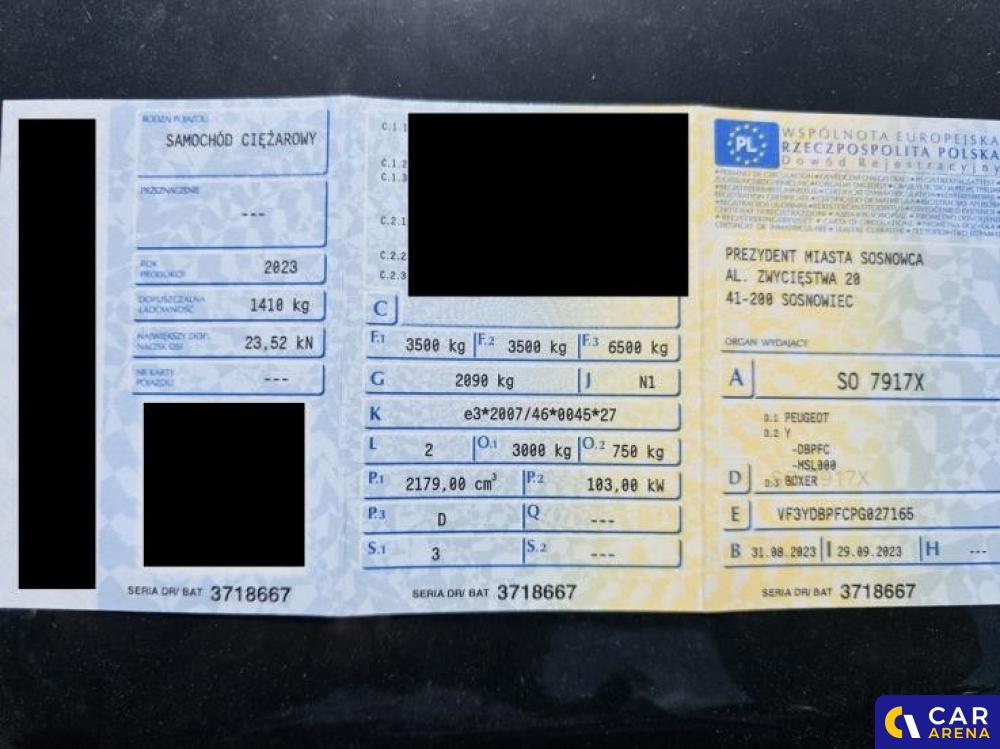 RODZAJ POJAZDU
SAMOCHÓD CIĘŻAROWY
PRZEZNACZENIE
---
ROK PRODUKCJI
2023
DOPUSZCZALNA ŁADOWNOŚĆ
1410 kg
NAJWIĘKSZY DOP. NACISK OSI
23,52 kN
NR KARTY POJAZDU
---
SERIA DR/ BAT 3718667
C.1.1
C.1.2
C.1.3
C.2.1
C.2.2
C.2.3
C
F.1 3500 kg F.2 3500 kg F.3 6500 kg
G 2090 kg J N1
K e3*2007/46*0045*27
L 2 O.1 3000 kg O.2 750 kg
P.1 2179,00 cm³ P.2 103,00 kW
P.3 D Q ---
S.1 3 S.2 ---
SERIA DR/ BAT 3718667
PL
WSPÓLNOTA EUROPEJSKA
RZECZPOSPOLITA POLSKA
Dowód Rejestracyjny
PREZYDENT MIASTA SOSNOWCA
AL. ZWYCIĘSTWA 20
41-200 SOSNOWIEC
ORGAN WYDAJĄCY
A SO 7917X
D.1 PEUGEOT
D.2 Y
-DBPFC
-MSL000
D D.3 BOXER
E VF3YDBPFCPG027165
B 31.08.2023 I 29.09.2023 H ---
SERIA DR/ BAT 3718667
CAR
ARENA